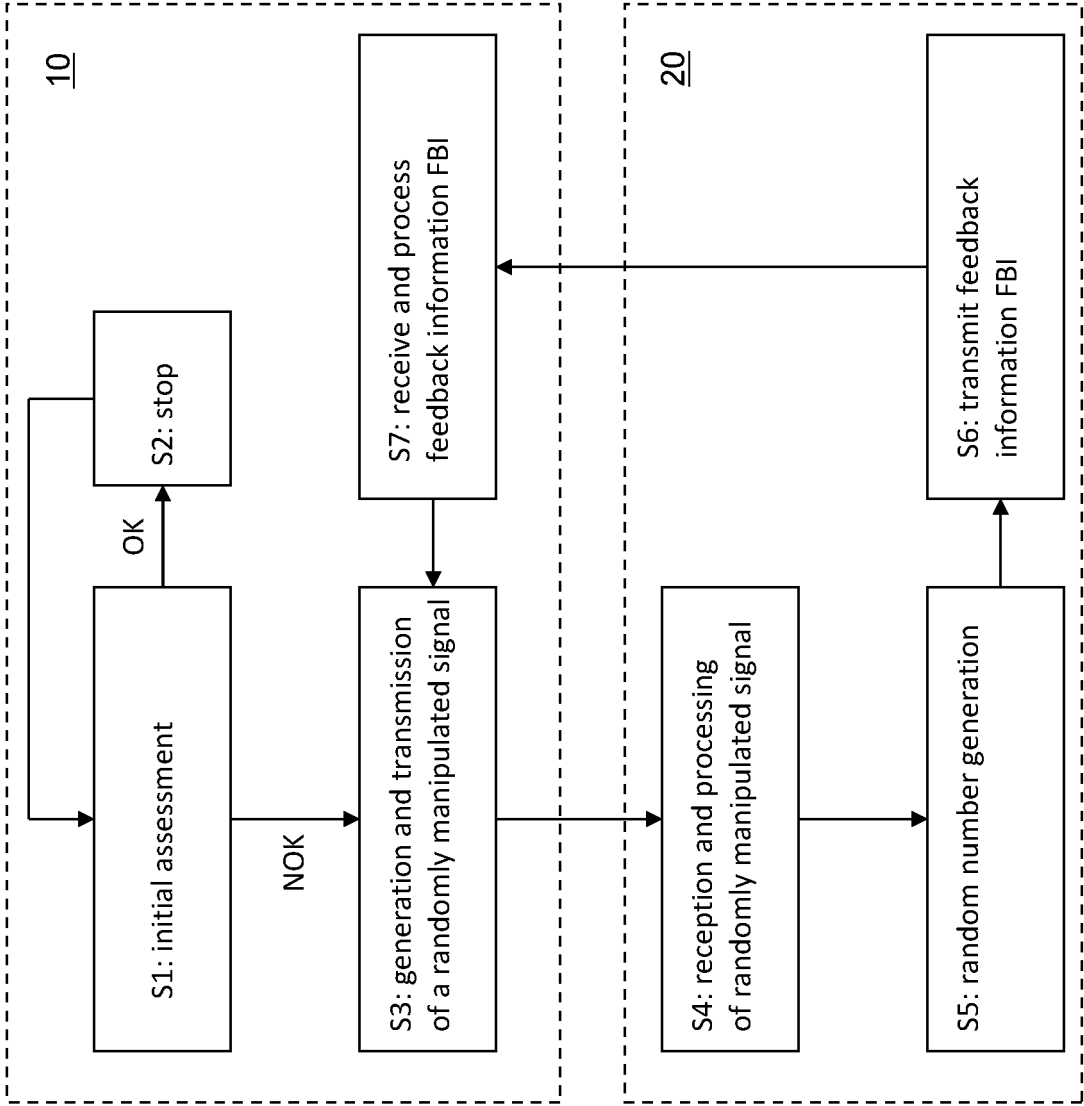 10
S1: initial assessment
OK
S2: stop
NOK
S3: generation and transmission
of a randomly manipulated signal
S7: receive and process
feedback information FBI
20
S4: reception and processing
of randomly manipulated signal
S5: random number generation
S6: transmit feedback
information FBI